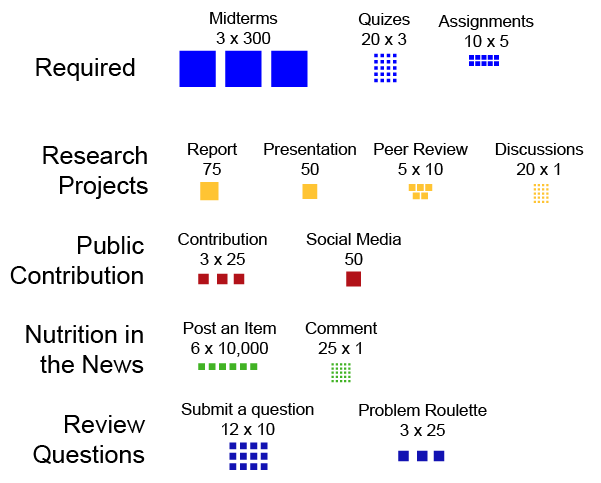 Midterms
3 x 300
Quizes
20 x 3
Assignments
10 x 5
Required
Report
75
Presentation
50
Peer Review
5 x 10
Discussions
20 x 1
Research
Projects
Contribution
3 x 25
Social Media
50
Public
Contribution
Post an Item
6 x 10,000
Comment
25 x 1
Nutrition in
the News
Submit a question
12 x 10
Problem Roulette
3 x 25
Review
Questions